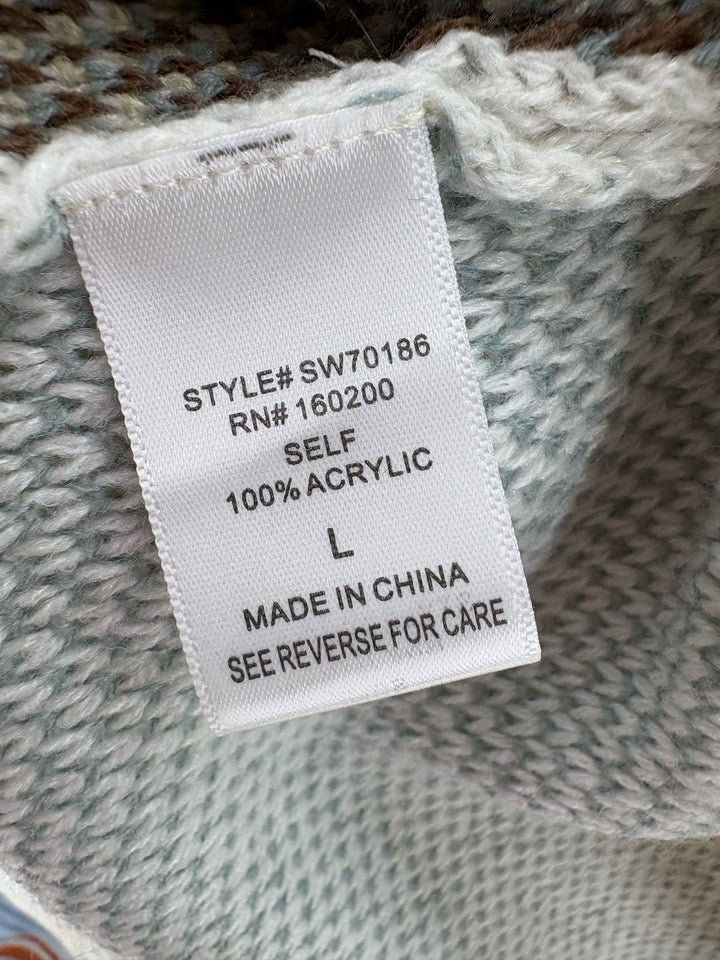 STYLE# SW70186
RN# 160200
SELF
100% ACRYLIC
L
MADE IN CHINA
SEE REVERSE FOR CARE